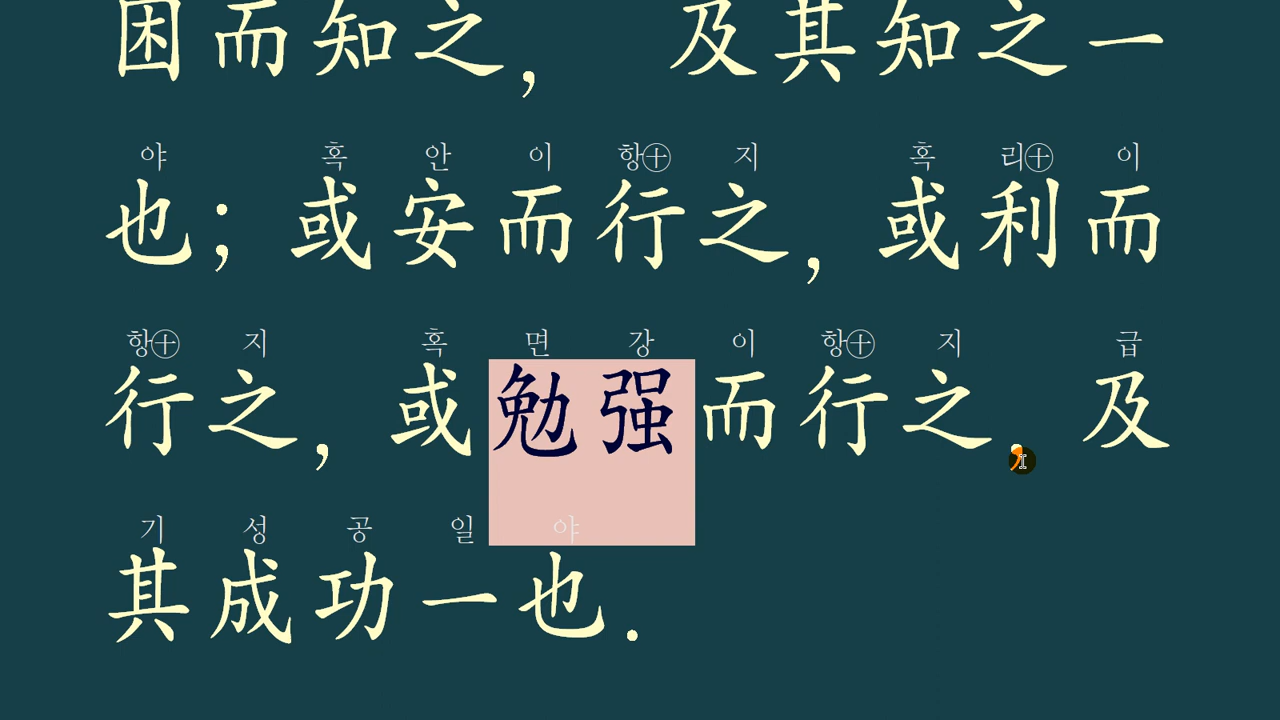 困而知之, 及其知之一
야 혹 안 이 항㊉ 지 혹 리㊉ 이
也; 或安而行之, 或利而
항㊉ 지 혹 면 강 이 항㊉ 지 급
行之, 或勉强而行之, 及
기 성 공 일 야
其成功一也.